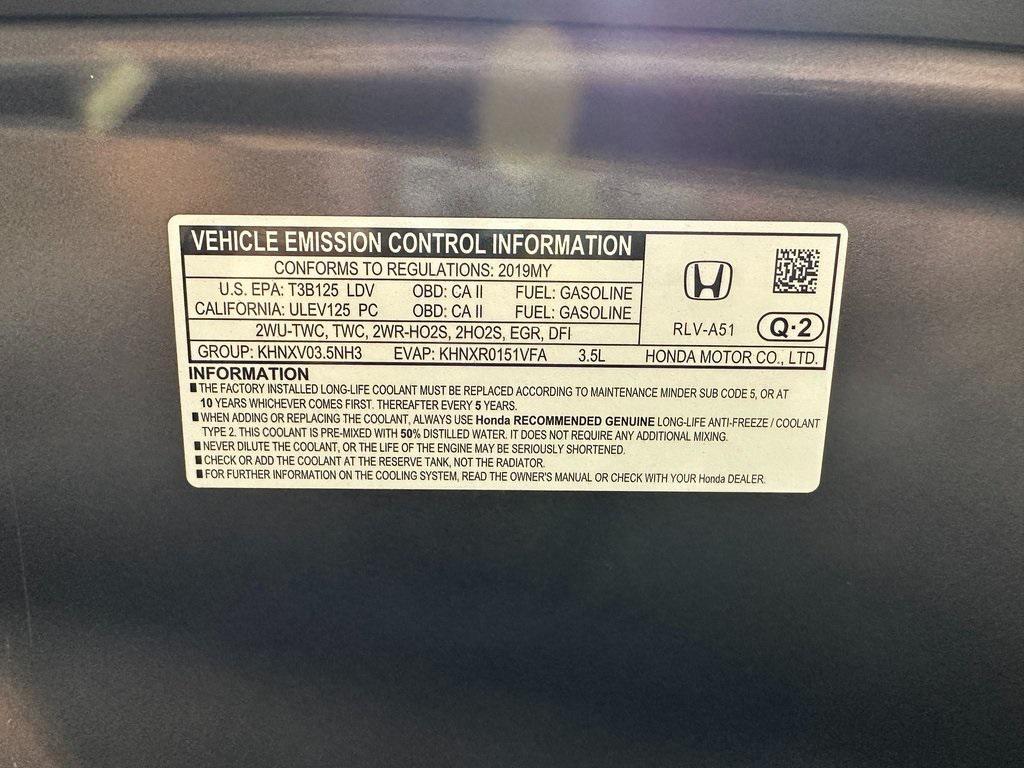 VEHICLE EMISSION CONTROL INFORMATION
CONFORMS TO REGULATIONS: 2019MY
U.S. EPA: T3B125 LDV OBD: CA II FUEL: GASOLINE
CALIFORNIA: ULEV125 PC OBD: CA II FUEL: GASOLINE
2WU-TWC, TWC, 2WR-HO2S, 2HO2S, EGR, DFI
GROUP: KHNXV03.5NH3 EVAP: KHNXR0151VFA 3.5L
RLV-A51 Q·2
HONDA MOTOR CO., LTD.
INFORMATION
■ THE FACTORY INSTALLED LONG-LIFE COOLANT MUST BE REPLACED ACCORDING TO MAINTENANCE MINDER SUB CODE 5, OR AT
10 YEARS WHICHEVER COMES FIRST. THEREAFTER EVERY 5 YEARS.
■ WHEN ADDING OR REPLACING THE COOLANT, ALWAYS USE Honda RECOMMENDED GENUINE LONG-LIFE ANTI-FREEZE / COOLANT
TYPE 2. THIS COOLANT IS PRE-MIXED WITH 50% DISTILLED WATER. IT DOES NOT REQUIRE ANY ADDITIONAL MIXING.
■ NEVER DILUTE THE COOLANT, OR THE LIFE OF THE ENGINE MAY BE SERIOUSLY SHORTENED.
■ CHECK OR ADD THE COOLANT AT THE RESERVE TANK, NOT THE RADIATOR.
■ FOR FURTHER INFORMATION ON THE COOLING SYSTEM, READ THE OWNER'S MANUAL OR CHECK WITH YOUR Honda DEALER.